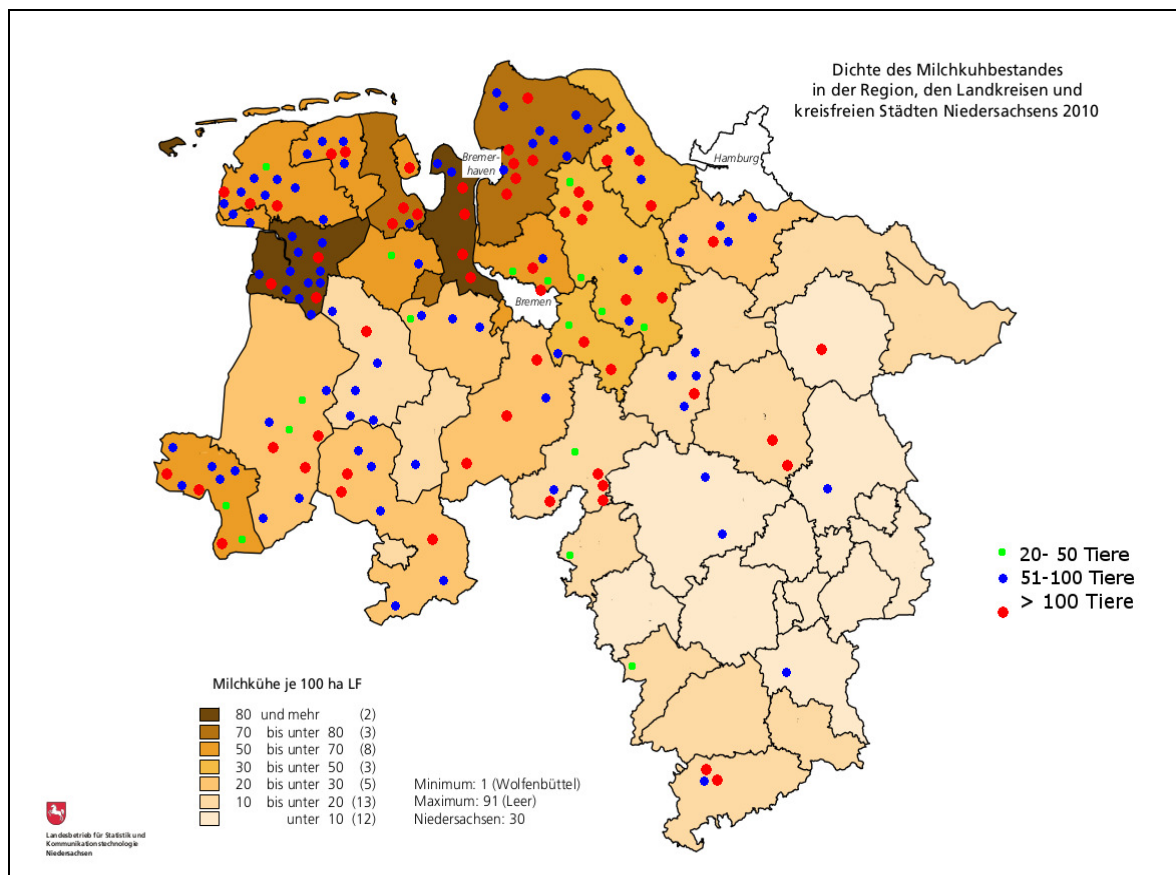 Dichte des Milchkuhbestandes
in der Region, den Landkreisen und
kreisfreien Städten Niedersachsens 2010
Hamburg
Bremer-
haven
Bremen
20- 50 Tiere
51-100 Tiere
> 100 Tiere
Milchkühe je 100 ha LF
80 und mehr (2)
70 bis unter 80 (3)
50 bis unter 70 (8)
30 bis unter 50 (3)
20 bis unter 30 (5)
10 bis unter 20 (13)
unter 10 (12)
Minimum: 1 (Wolfenbüttel)
Maximum: 91 (Leer)
Niedersachsen: 30
Landesbetrieb für Statistik und
Kommunikationstechnologie
Niedersachsen